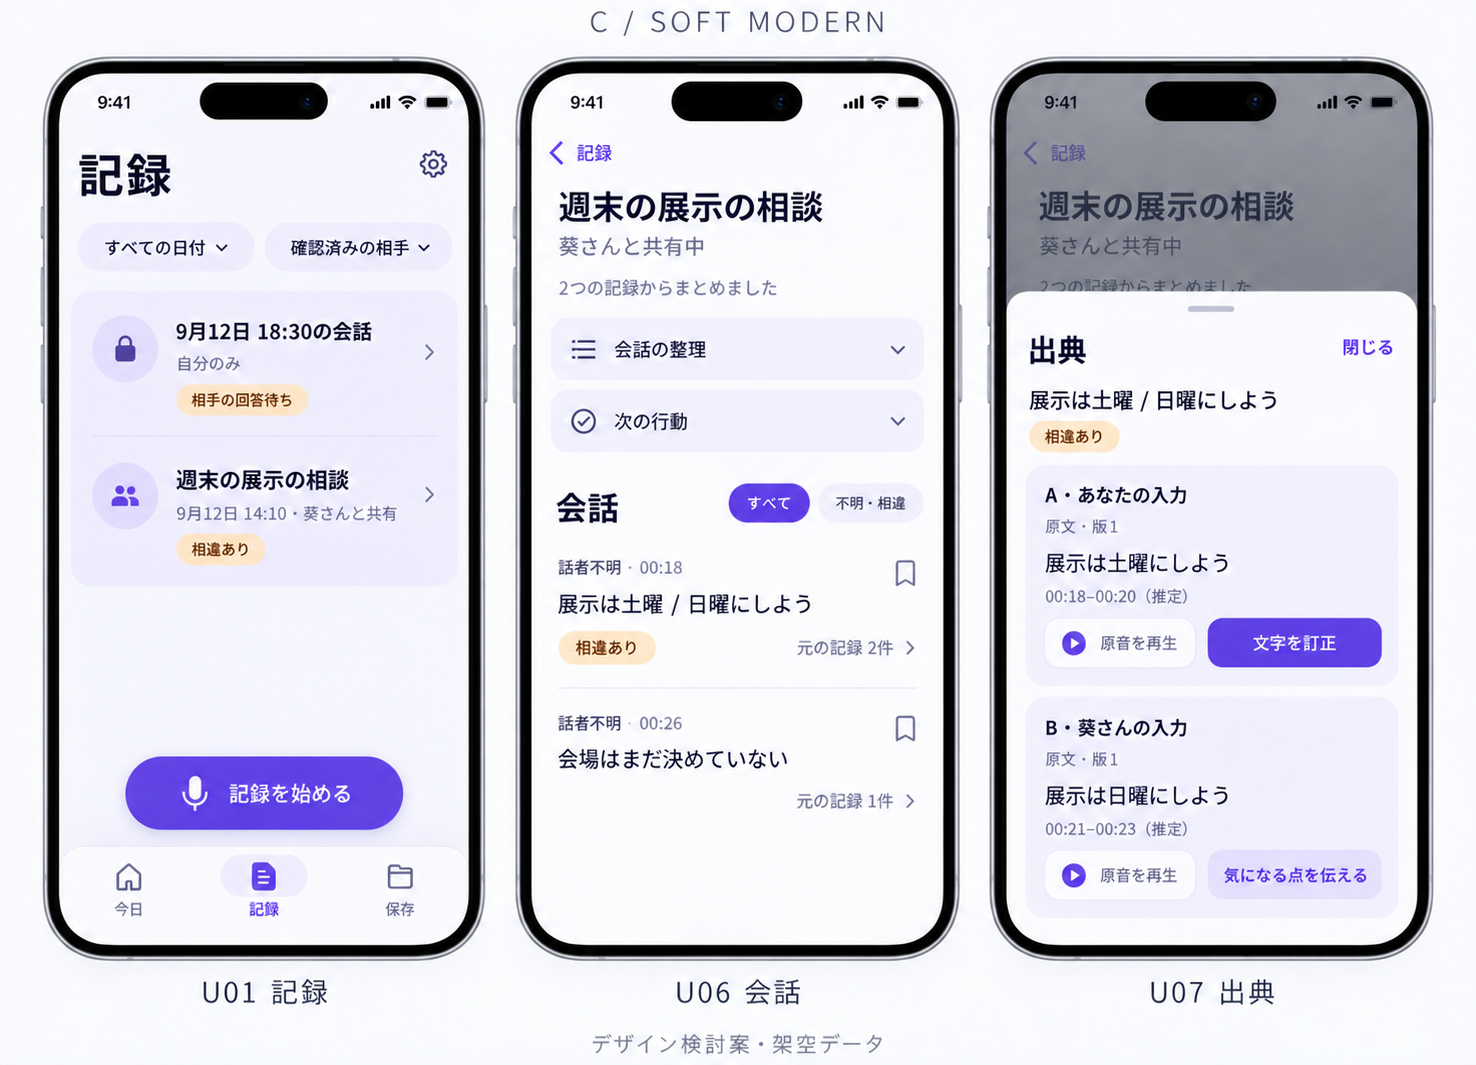 C / SOFT MODERN
9:41
記録
すべての日付
確認済みの相手
9月12日 18:30の会話
自分のみ
相手の回答待ち
週末の展示の相談
9月12日 14:10・葵さんと共有
相違あり
記録を始める
今日
記録
保存
U01 記録
9:41
記録
週末の展示の相談
葵さんと共有中
2つの記録からまとめました
会話の整理
次の行動
会話
すべて
不明・相違
話者不明・00:18
展示は土曜 / 日曜にしよう
相違あり
元の記録 2件
話者不明・00:26
会場はまだ決めていない
元の記録 1件
U06 会話
9:41
記録
週末の展示の相談
葵さんと共有中
2つの記録からまとめました
出典
閉じる
展示は土曜 / 日曜にしよう
相違あり
A・あなたの入力
原文・版1
展示は土曜にしよう
00:18–00:20（推定）
原音を再生
文字を訂正
B・葵さんの入力
原文・版1
展示は日曜にしよう
00:21–00:23（推定）
原音を再生
気になる点を伝える
U07 出典
デザイン検討案・架空データ